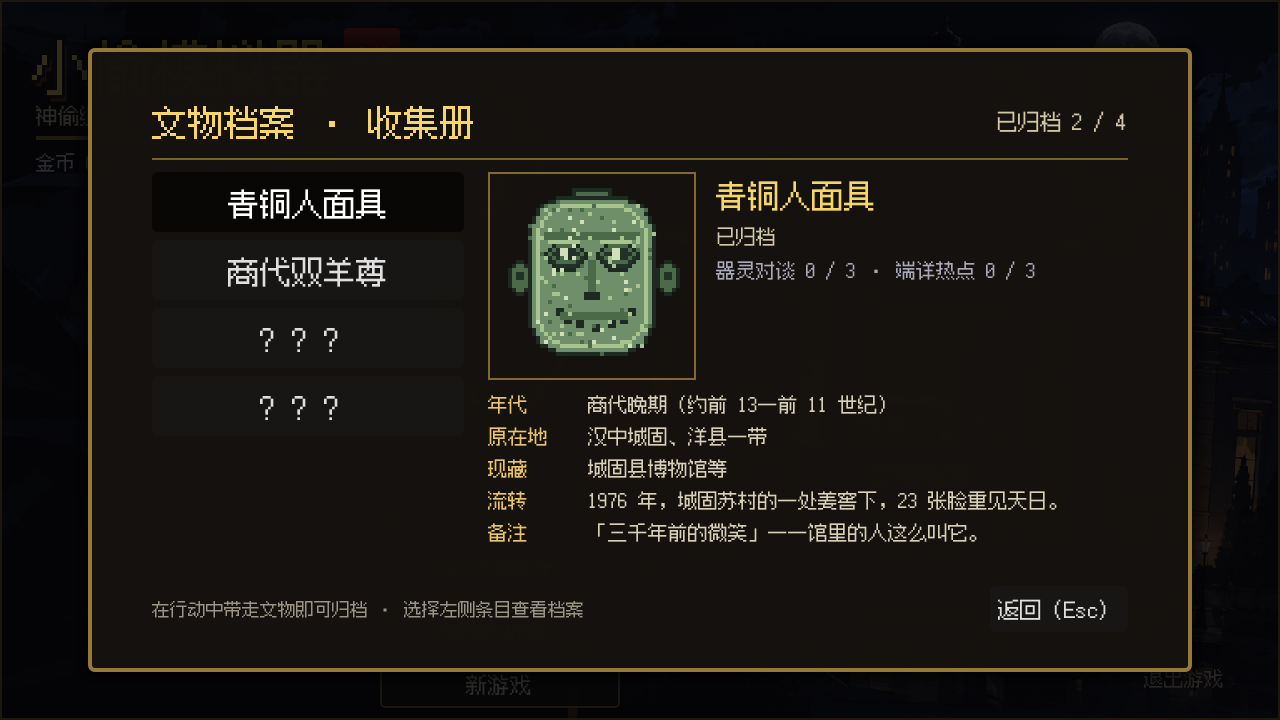 文物档案 · 收集册
已归档 2 / 4
青铜人面具
商代双羊尊
? ? ?
? ? ?
青铜人面具
已归档
器灵对谈 0 / 3 · 端详热点 0 / 3
年代 商代晚期（约前 13—前 11 世纪）
原在地 汉中城固、洋县一带
现藏 城固县博物馆等
流转 1976 年，城固苏村的一处姜窖下，23 张脸重见天日。
备注 「三千年前的微笑」——馆里的人这么叫它。
在行动中带走文物即可归档 · 选择左侧条目查看档案
返回（Esc）
神偷
金币
新游戏
退出游戏